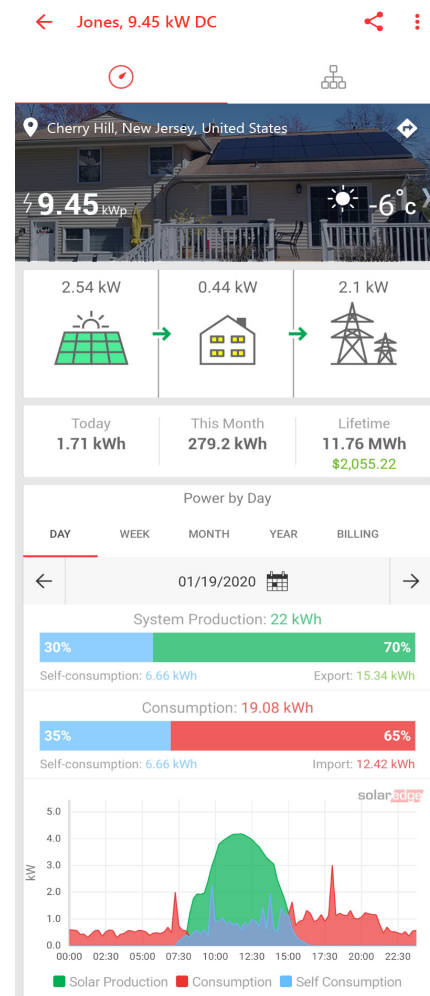 Jones, 9.45 kW DC
Cherry Hill, New Jersey, United States
9.45 kWp
-6°c
2.54 kW 0.44 kW 2.1 kW
Today This Month Lifetime
1.71 kWh 279.2 kWh 11.76 MWh
$2,055.22
Power by Day
DAY WEEK MONTH YEAR BILLING
01/19/2020
System Production: 22 kWh
30% 70%
Self-consumption: 6.66 kWh Export: 15.34 kWh
Consumption: 19.08 kWh
35% 65%
Self-consumption: 6.66 kWh Import: 12.42 kWh
solaredge
5.0
4.0
3.0
kW
2.0
1.0
0.0
00:00 02:30 05:00 07:30 10:00 12:30 15:00 17:30 20:00 22:30
Solar Production Consumption Self Consumption